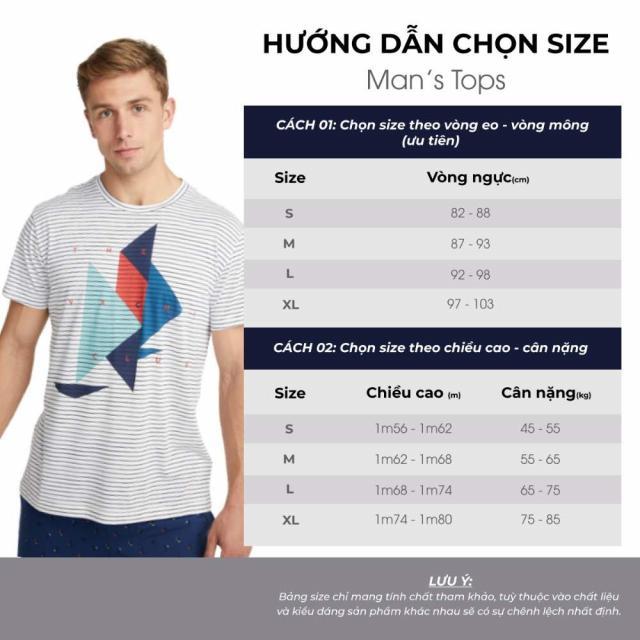 HƯỚNG DẪN CHỌN SIZE
Man‘s Tops
CÁCH 01: Chọn size theo vòng eo - vòng mông
(ưu tiên)
Size Vòng ngực(cm)
S 82 - 88
M 87 - 93
L 92 - 98
XL 97 - 103
CÁCH 02: Chọn size theo chiều cao - cân nặng
Size Chiều cao (m) Cân nặng(kg)
S 1m56 - 1m62 45 - 55
M 1m62 - 1m68 55 - 65
L 1m68 - 1m74 65 - 75
XL 1m74 - 1m80 75 - 85
LƯU Ý:
Bảng size chỉ mang tính chất tham khảo, tuỳ thuộc vào chất liệu
và kiểu dáng sản phẩm khác nhau sẽ có sự chênh lệch nhất định.